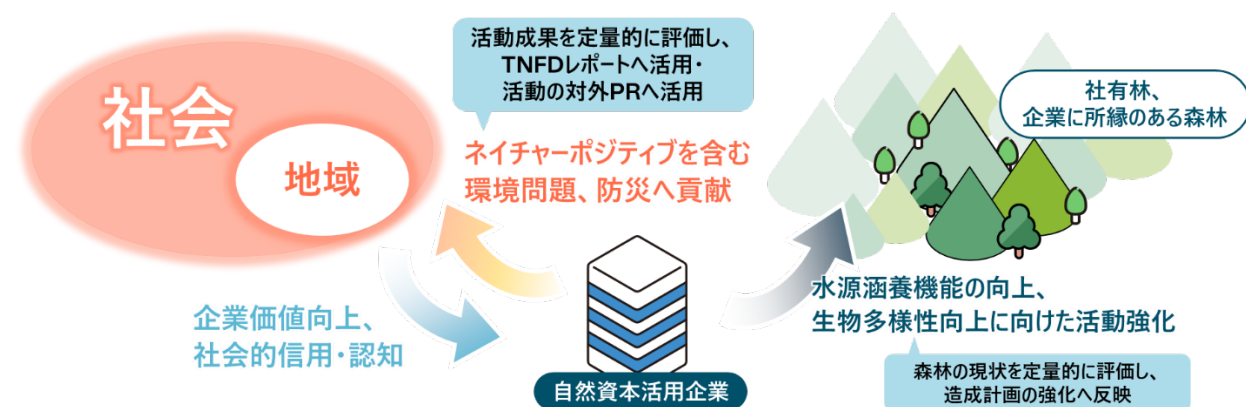 活動成果を定量的に評価し、
TNFDレポートへ活用・
活動の対外PRへ活用
社会
地域
ネイチャーポジティブを含む
環境問題、防災へ貢献
社有林、
企業に所縁のある森林
企業価値向上、
社会的信用・認知
自然資本活用企業
水源涵養機能の向上、
生物多様性向上に向けた活動強化
森林の現状を定量的に評価し、
造成計画の強化へ反映